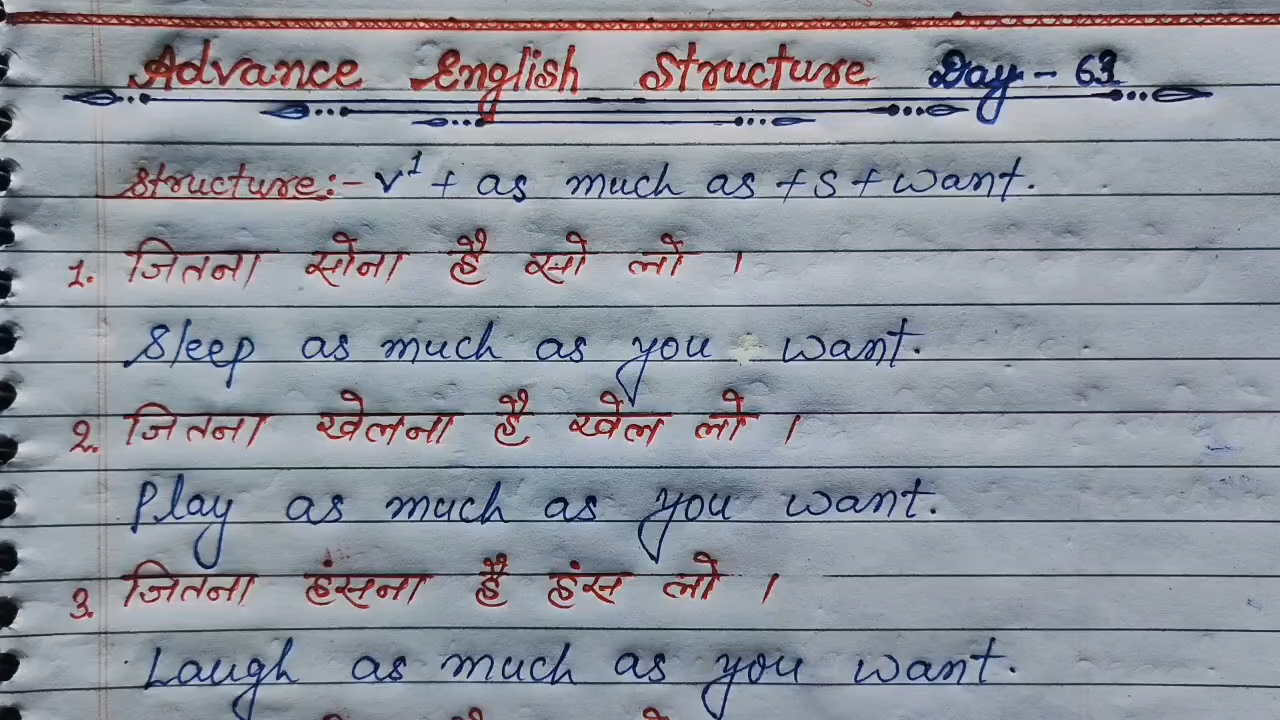 Advance English Structure Day - 63
Structure:- V¹ + as much as + S + want.
1. जितना सोना है सो लो ।
Sleep as much as you want.
2. जितना खेलना है खेल लो ।
Play as much as you want.
3. जितना हंसना है हंस लो ।
Laugh as much as you want.